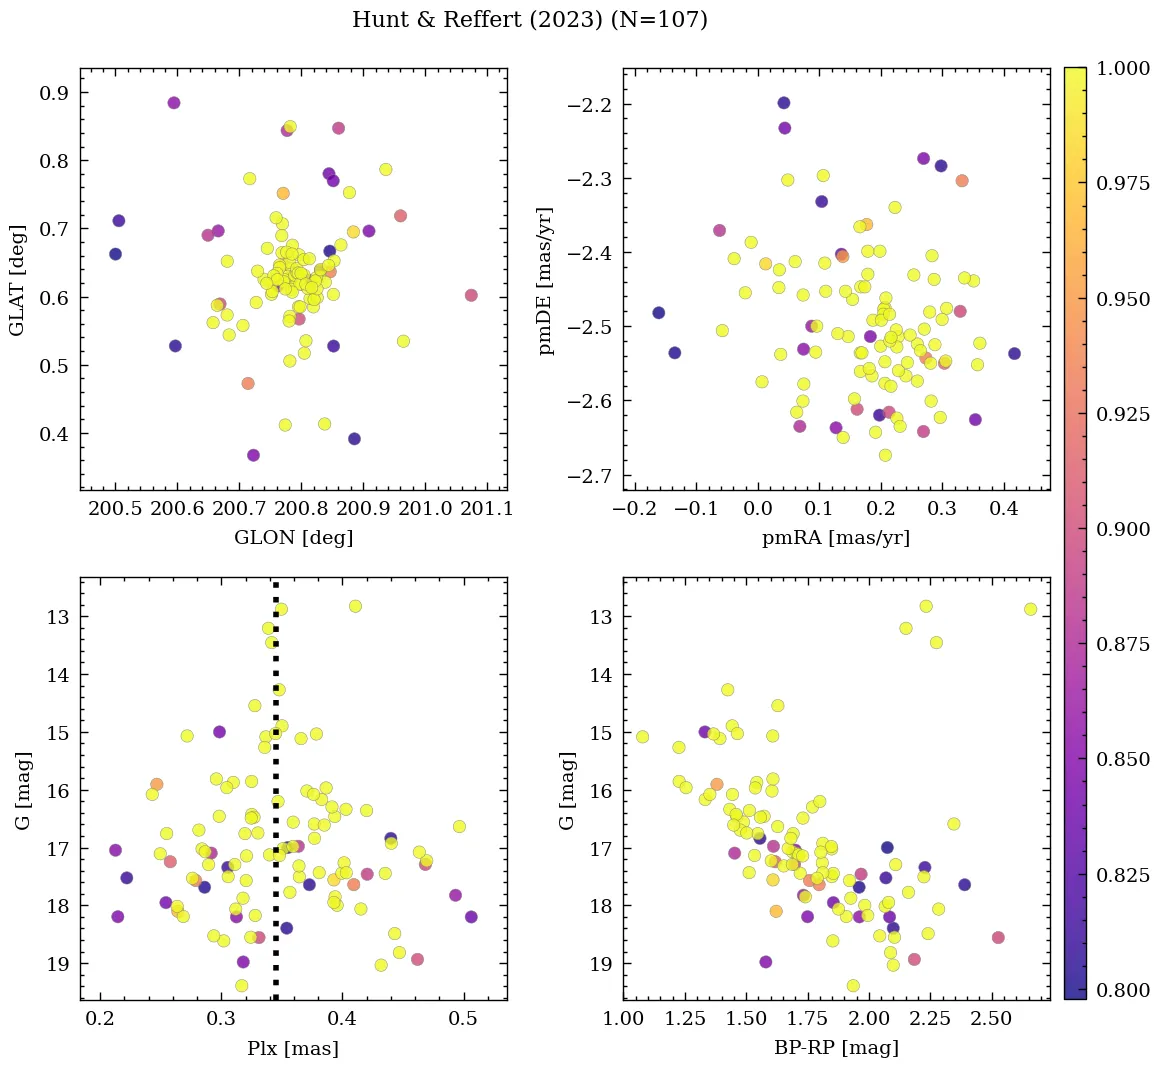 Hunt & Reffert (2023) (N=107)
0.9
0.8
0.7
0.6
0.5
0.4
GLAT [deg]
200.5 200.6 200.7 200.8 200.9 201.0 201.1
GLON [deg]
−2.2
−2.3
−2.4
−2.5
−2.6
−2.7
pmDE [mas/yr]
−0.2 −0.1 0.0 0.1 0.2 0.3 0.4
pmRA [mas/yr]
1.000
0.975
0.950
0.925
0.900
0.875
0.850
0.825
0.800
13
14
15
16
17
18
19
G [mag]
0.2 0.3 0.4 0.5
Plx [mas]
13
14
15
16
17
18
19
G [mag]
1.00 1.25 1.50 1.75 2.00 2.25 2.50
BP-RP [mag]